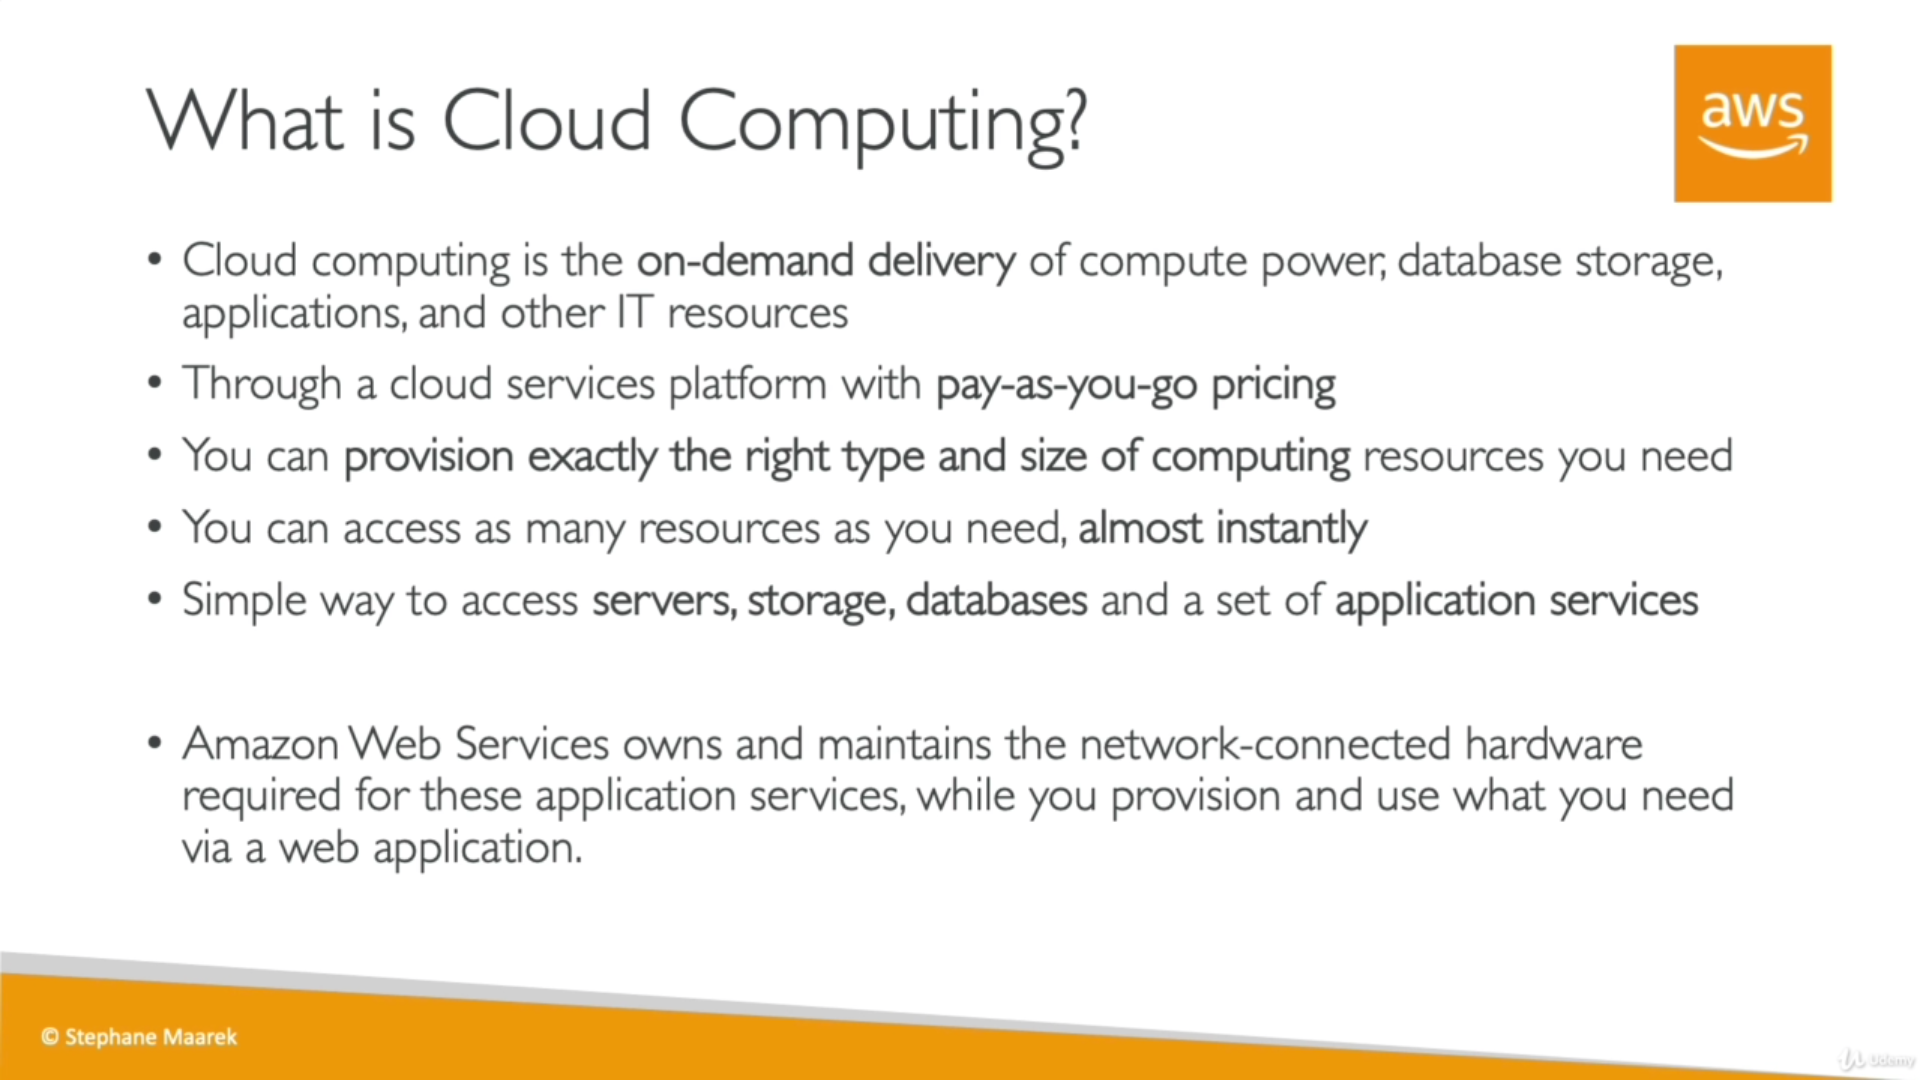 What is Cloud Computing?
aws
• Cloud computing is the on-demand delivery of compute power, database storage,
applications, and other IT resources
• Through a cloud services platform with pay-as-you-go pricing
• You can provision exactly the right type and size of computing resources you need
• You can access as many resources as you need, almost instantly
• Simple way to access servers, storage, databases and a set of application services
• Amazon Web Services owns and maintains the network-connected hardware
required for these application services, while you provision and use what you need
via a web application.
© Stephane Maarek
Udemy